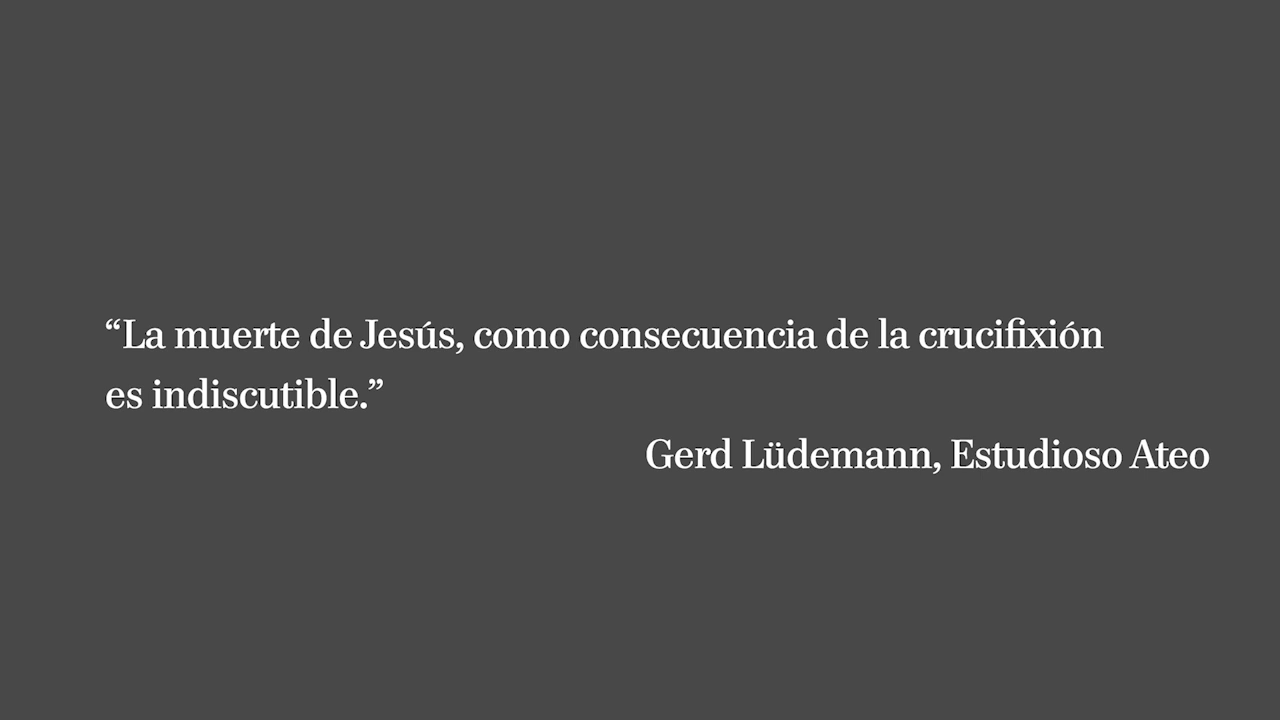 “La muerte de Jesús, como consecuencia de la crucifixión
es indiscutible.”
Gerd Lüdemann, Estudioso Ateo